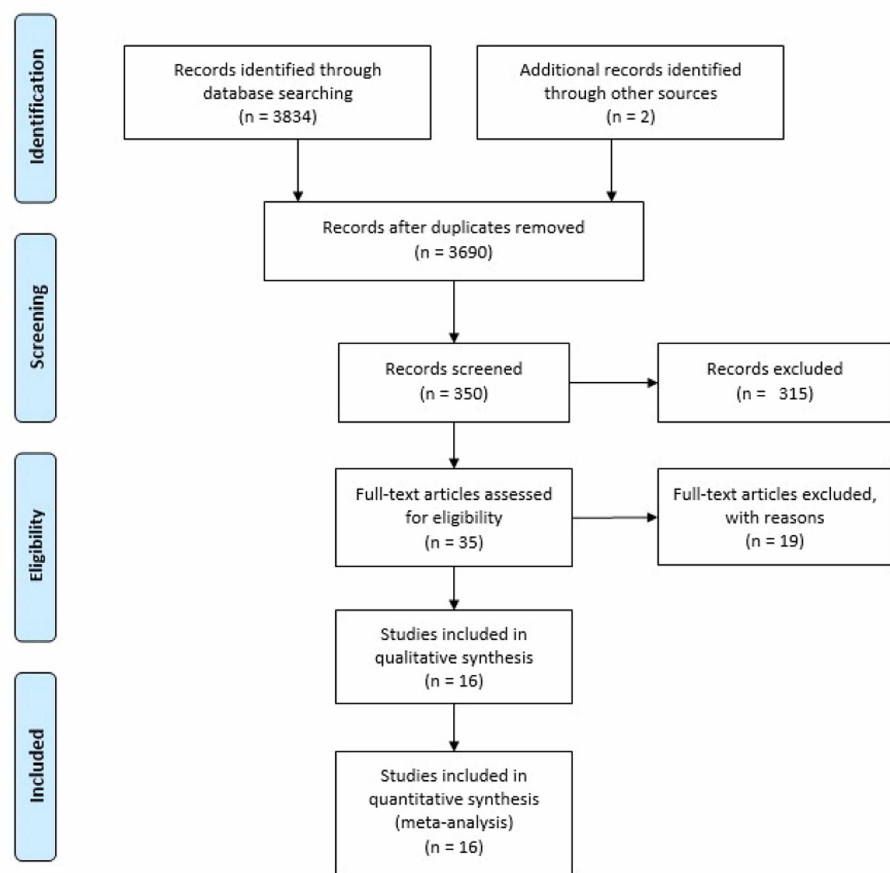 Identification
Records identified through
database searching
(n = 3834)
Additional records identified
through other sources
(n = 2)
Records after duplicates removed
(n = 3690)
Screening
Records screened
(n = 350)
Records excluded
(n =   315)
Eligibility
Full-text articles assessed
for eligibility
(n = 35)
Full-text articles excluded,
with reasons
(n = 19)
Studies included in
qualitative synthesis
(n = 16)
Included
Studies included in
quantitative synthesis
(meta-analysis)
(n = 16)